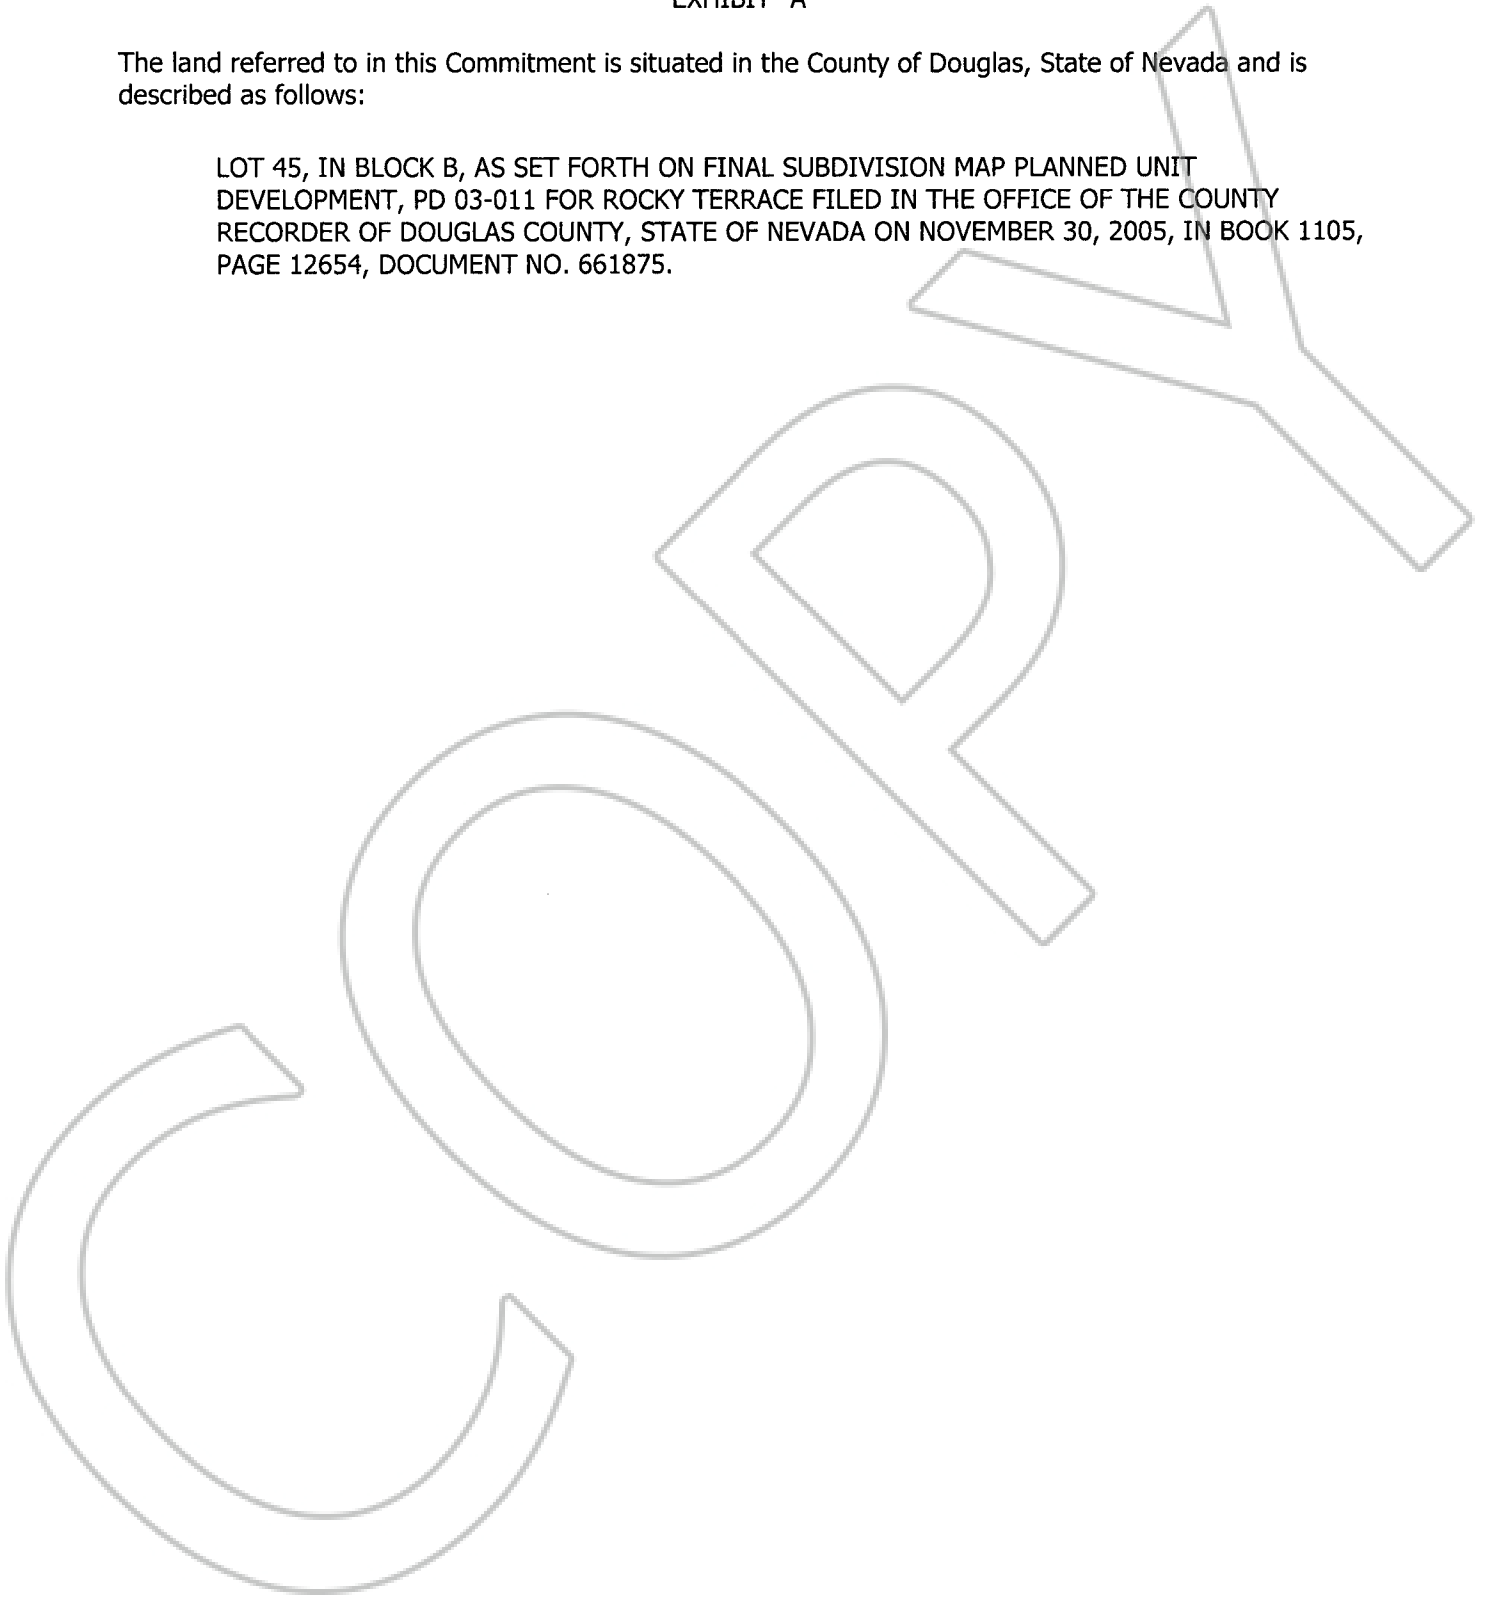 EXHIBIT "A"
The land referred to in this Commitment is situated in the County of Douglas, State of Nevada and is
described as follows:
LOT 45, IN BLOCK B, AS SET FORTH ON FINAL SUBDIVISION MAP PLANNED UNIT
DEVELOPMENT, PD 03-011 FOR ROCKY TERRACE FILED IN THE OFFICE OF THE COUNTY
RECORDER OF DOUGLAS COUNTY, STATE OF NEVADA ON NOVEMBER 30, 2005, IN BOOK 1105,
PAGE 12654, DOCUMENT NO. 661875.
COPY